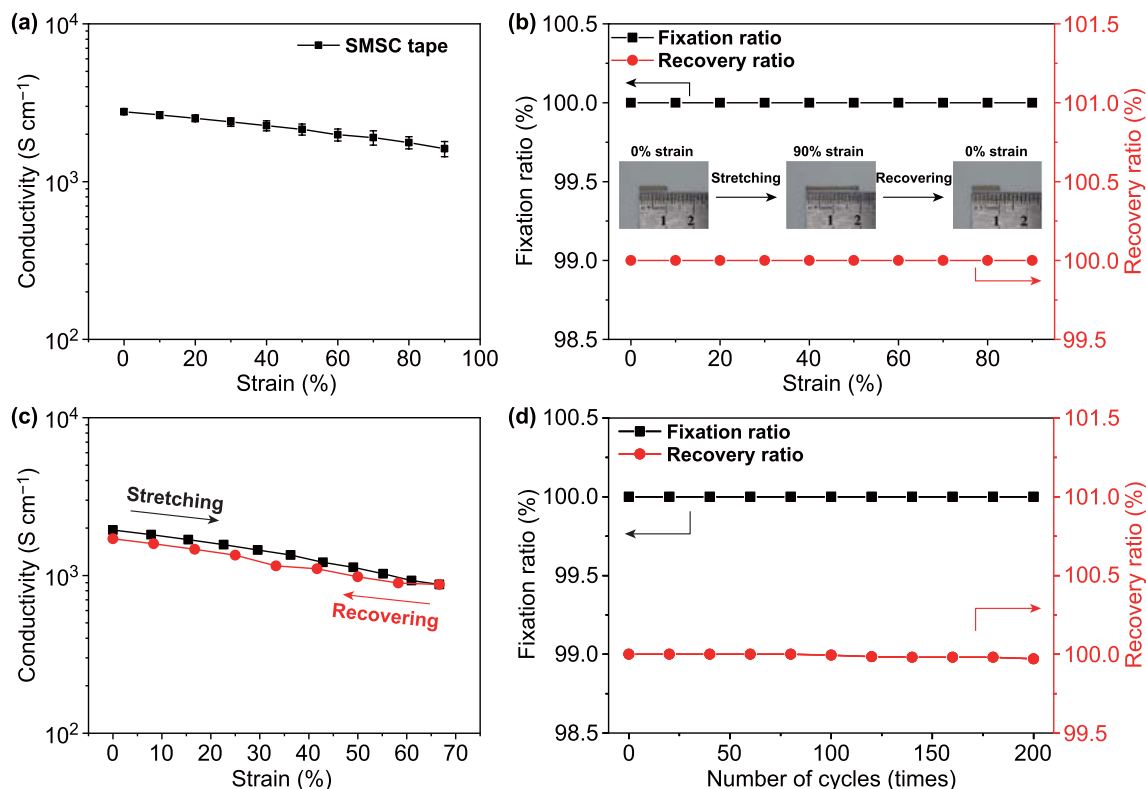 (a)
SMSC tape
10⁴
10³
10²
Conductivity (S cm⁻¹)
0 20 40 60 80 100
Strain (%)
(b)
Fixation ratio
Recovery ratio
100.5
100.0
99.5
99.0
98.5
Fixation ratio (%)
101.5
101.0
100.5
100.0
99.5
Recovery ratio (%)
0% strain 90% strain 0% strain
Stretching Recovering
1 2 1 2 1 2
0 20 40 60 80
Strain (%)
(c)
Stretching
Recovering
10⁴
10³
10²
Conductivity (S cm⁻¹)
0 10 20 30 40 50 60 70
Strain (%)
(d)
Fixation ratio
Recovery ratio
100.5
100.0
99.5
99.0
98.5
Fixation ratio (%)
101.5
101.0
100.5
100.0
99.5
Recovery ratio (%)
0 50 100 150 200
Number of cycles (times)